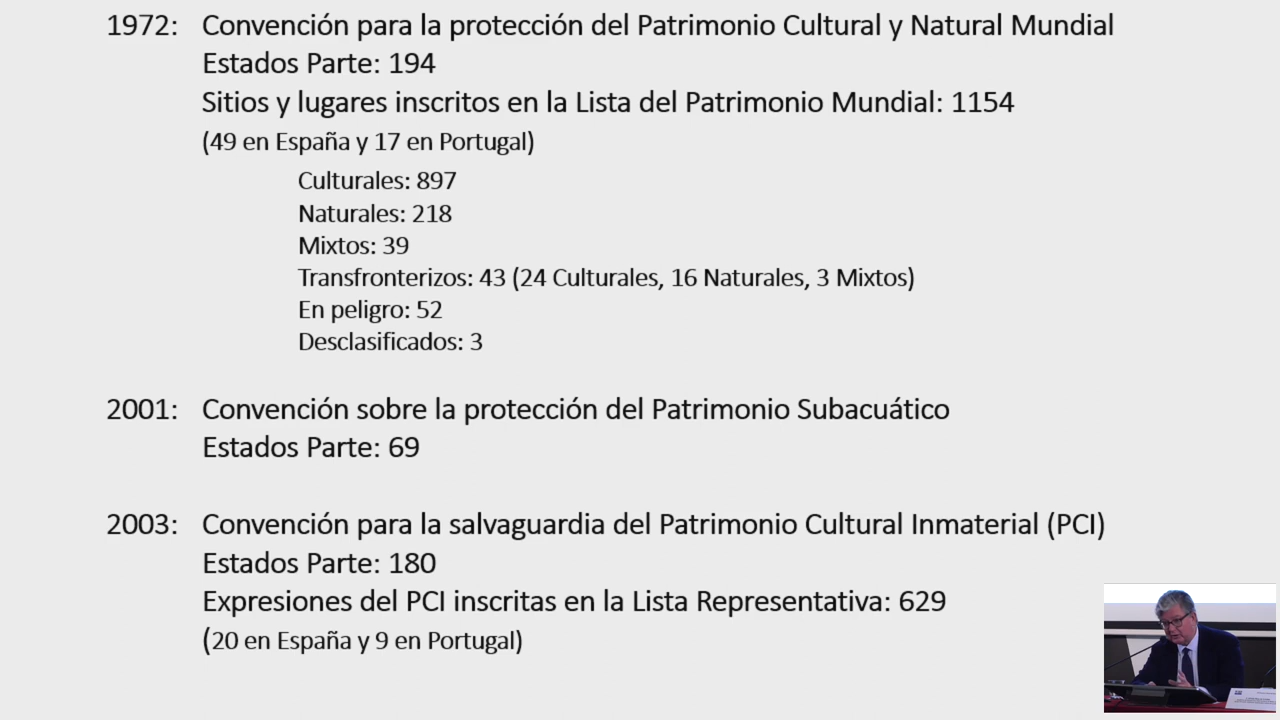 1972: Convención para la protección del Patrimonio Cultural y Natural Mundial
Estados Parte: 194
Sitios y lugares inscritos en la Lista del Patrimonio Mundial: 1154
(49 en España y 17 en Portugal)
Culturales: 897
Naturales: 218
Mixtos: 39
Transfronterizos: 43 (24 Culturales, 16 Naturales, 3 Mixtos)
En peligro: 52
Desclasificados: 3
2001: Convención sobre la protección del Patrimonio Subacuático
Estados Parte: 69
2003: Convención para la salvaguardia del Patrimonio Cultural Inmaterial (PCI)
Estados Parte: 180
Expresiones del PCI inscritas en la Lista Representativa: 629
(20 en España y 9 en Portugal)